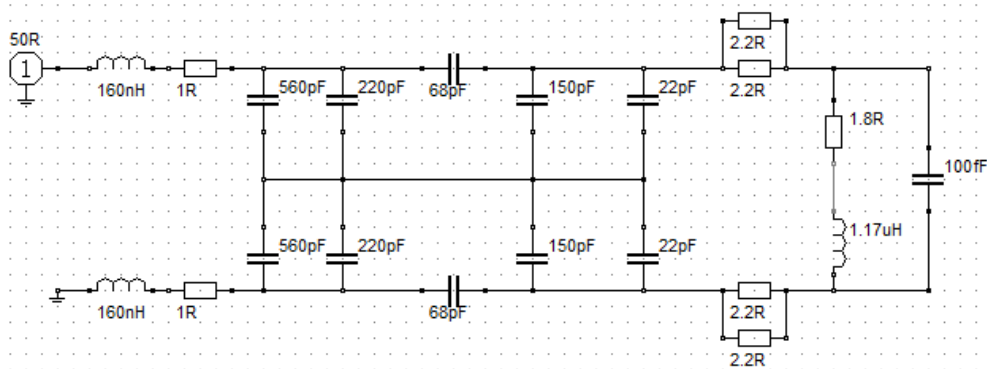 50R
1
160nH
1R
560pF
220pF
68pF
150pF
22pF
2.2R
2.2R
1.8R
100fF
1.17uH
560pF
220pF
150pF
22pF
160nH
1R
68pF
2.2R
2.2R